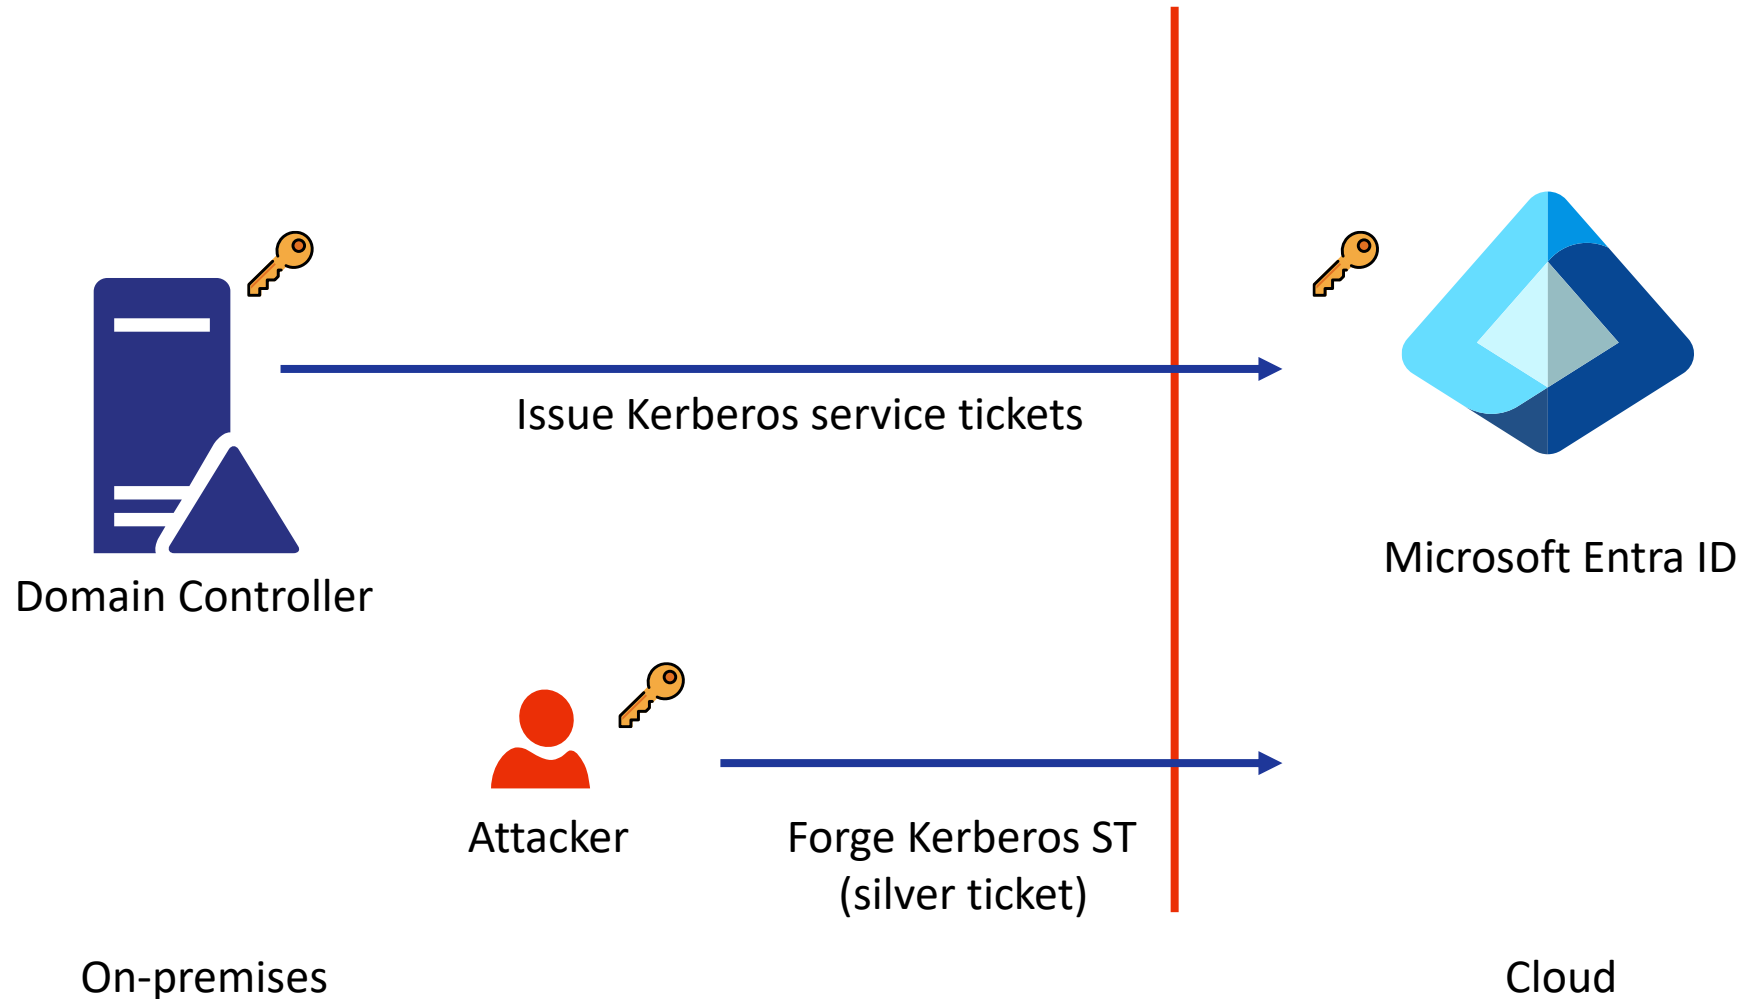 Issue Kerberos service tickets
Microsoft Entra ID
Domain Controller
Attacker
Forge Kerberos ST
(silver ticket)
On-premises
Cloud